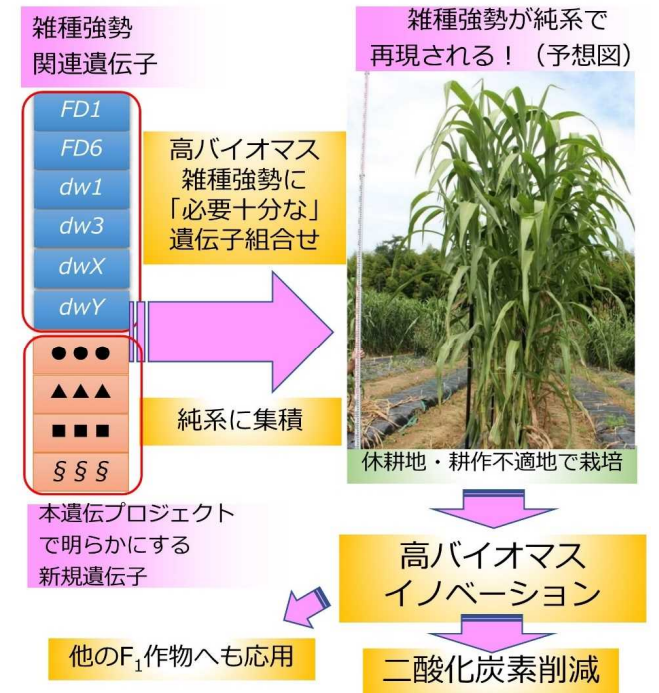 雑種強勢
関連遺伝子
FD1
FD6
dw1
dw3
dwX
dwY
●●●
▲▲▲
■■■
§§§
本遺伝プロジェクト
で明らかにする
新規遺伝子
高バイオマス
雑種強勢に
「必要十分な」
遺伝子組合せ
純系に集積
雑種強勢が純系で
再現される!(予想図)
休耕地・耕作不適地で栽培
高バイオマス
イノベーション
他のF₁作物へも応用
二酸化炭素削減